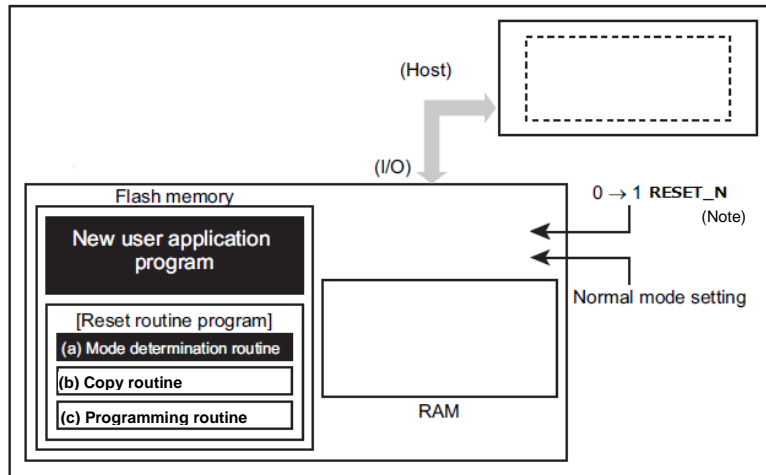 (Host)
(I/O)
Flash memory
0 → 1 RESET_N
(Note)
New user application
program
Normal mode setting
[Reset routine program]
(a) Mode determination routine
(b) Copy routine
(c) Programming routine
RAM